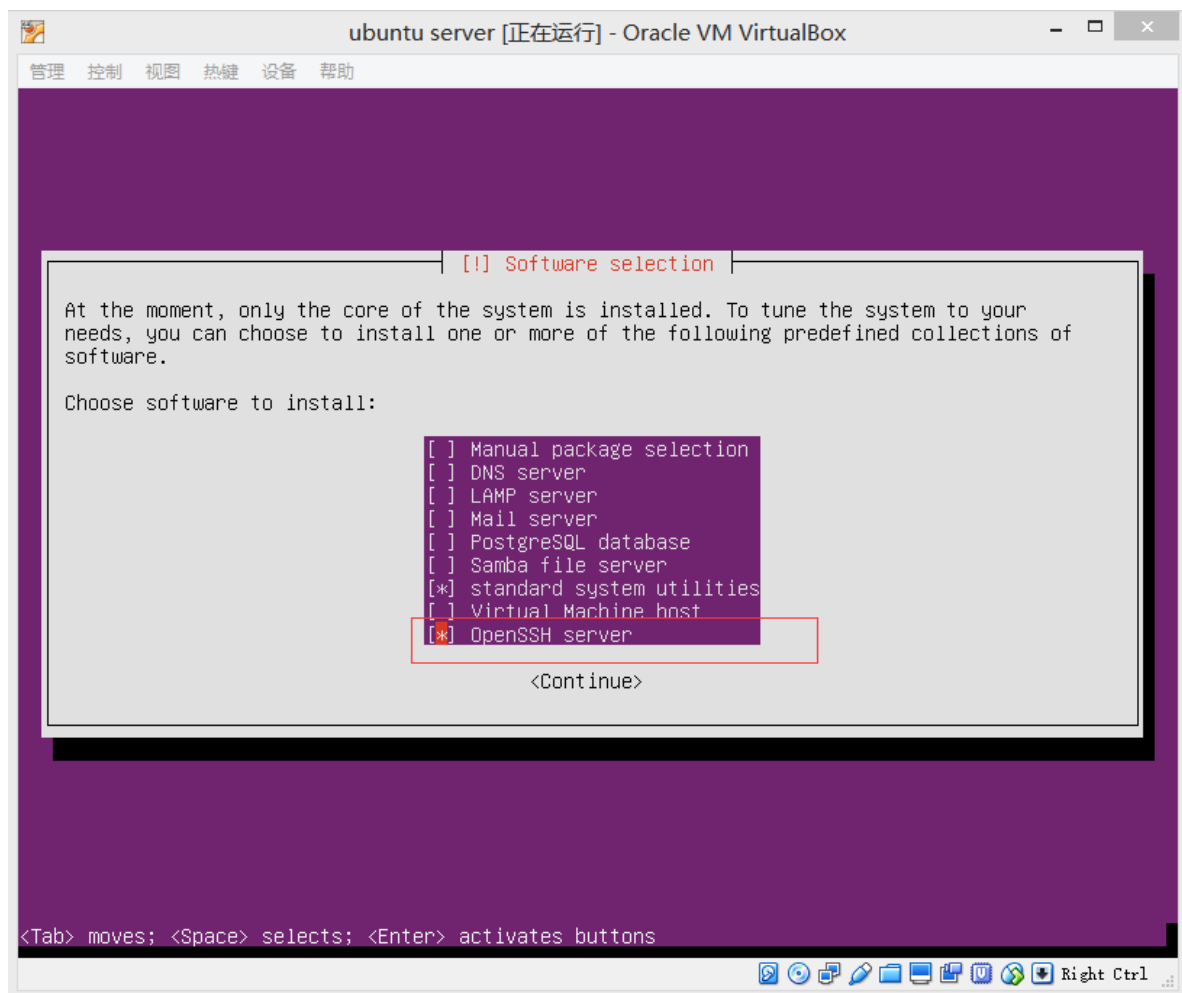 ubuntu server [正在运行] - Oracle VM VirtualBox
管理 控制 视图 热键 设备 帮助
[!] Software selection
At the moment, only the core of the system is installed. To tune the system to your
needs, you can choose to install one or more of the following predefined collections of
software.
Choose software to install:
[ ] Manual package selection
[ ] DNS server
[ ] LAMP server
[ ] Mail server
[ ] PostgreSQL database
[ ] Samba file server
[*] standard system utilities
[ ] Virtual Machine host
[*] OpenSSH server
<Continue>
<Tab> moves; <Space> selects; <Enter> activates buttons
Right Ctrl